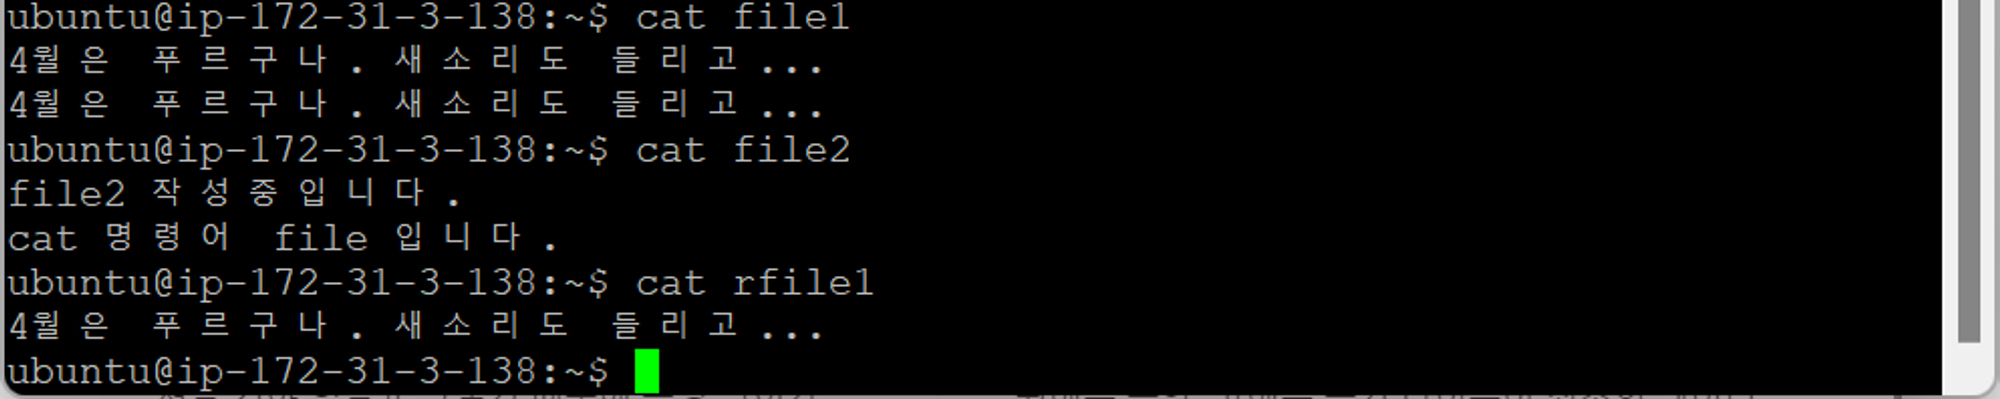 ubuntu@ip-172-31-3-138:~$ cat file1
4월은 푸르구나. 새소리도 들리고...
4월은 푸르구나. 새소리도 들리고...
ubuntu@ip-172-31-3-138:~$ cat file2
file2 작성중입니다.
cat 명령어 file 입니다.
ubuntu@ip-172-31-3-138:~$ cat rfile1
4월은 푸르구나. 새소리도 들리고...
ubuntu@ip-172-31-3-138:~$